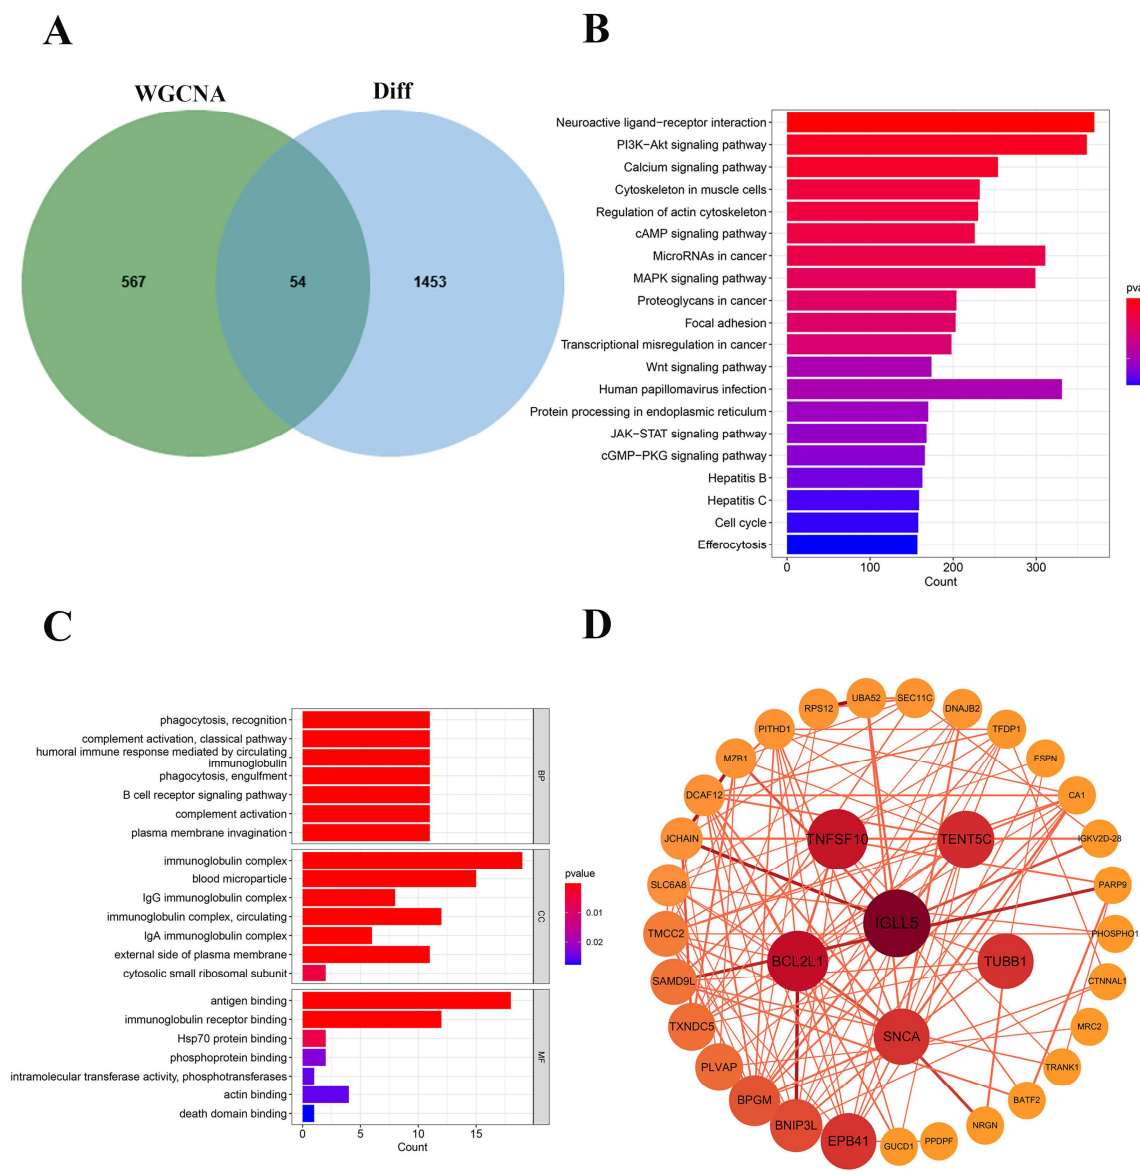 A
WGCNA
Diff
567
54
1453
B
Neuroactive ligand−receptor interaction
PI3K−Akt signaling pathway
Calcium signaling pathway
Cytoskeleton in muscle cells
Regulation of actin cytoskeleton
cAMP signaling pathway
MicroRNAs in cancer
MAPK signaling pathway
Proteoglycans in cancer
Focal adhesion
Transcriptional misregulation in cancer
Wnt signaling pathway
Human papillomavirus infection
Protein processing in endoplasmic reticulum
JAK−STAT signaling pathway
cGMP−PKG signaling pathway
Hepatitis B
Hepatitis C
Cell cycle
Efferocytosis
0 100 200 300
Count
pva
C
phagocytosis, recognition
complement activation, classical pathway
humoral immune response mediated by circulating
immunoglobulin
phagocytosis, engulfment
B cell receptor signaling pathway
complement activation
plasma membrane invagination
BP
immunoglobulin complex
blood microparticle
IgG immunoglobulin complex
immunoglobulin complex, circulating
IgA immunoglobulin complex
external side of plasma membrane
cytosolic small ribosomal subunit
CC
antigen binding
immunoglobulin receptor binding
Hsp70 protein binding
phosphoprotein binding
intramolecular transferase activity, phosphotransferases
actin binding
death domain binding
MF
0 5 10 15
Count
pvalue
0.01
0.02
D
UBA52
SEC11C
RPS12
DNAJB2
PITHD1
TFDP1
MZB1
ESPN
DCAF12
CA1
JCHAIN
TNFSF10
TENT5C
IGKV2D-28
SLC6A8
PARP9
IGLL5
TMCC2
PHOSPHO1
BCL2L1
TUBB1
SAMD9L
CTNNAL1
TXNDC5
MRC2
SNCA
PLVAP
TRANK1
BPGM
BATF2
BNIP3L
NRGN
EPB41
GUCD1
PPDPF